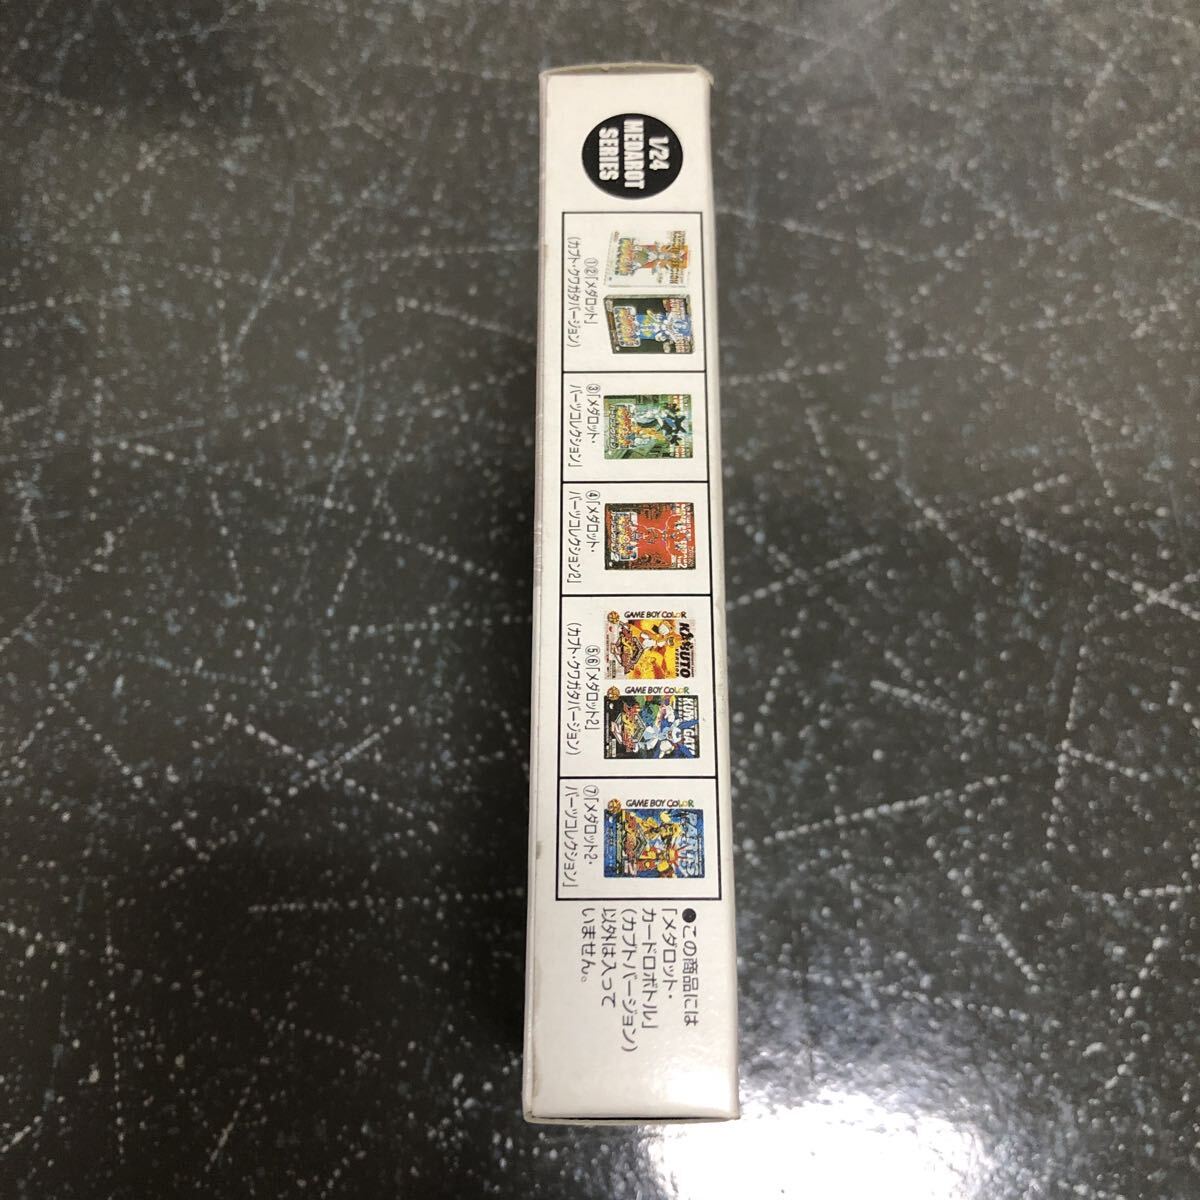 1/24
MEDAROT
SERIES
①②「メダロット」
(カブト・クワガタバージョン)
③「メダロット・
パーツコレクション」
④「メダロット・
パーツコレクション2」
GAME BOY COLOR
KABUTO
GAME BOY COLOR
⑤⑥「メダロット2」
(カブト・クワガタバージョン)
GAME BOY COLOR
PARTS
⑦「メダロット2・
パーツコレクション」
●この商品には
「メダロット・
カードロボトル」
(カブトバージョン)
以外は入って
いません。